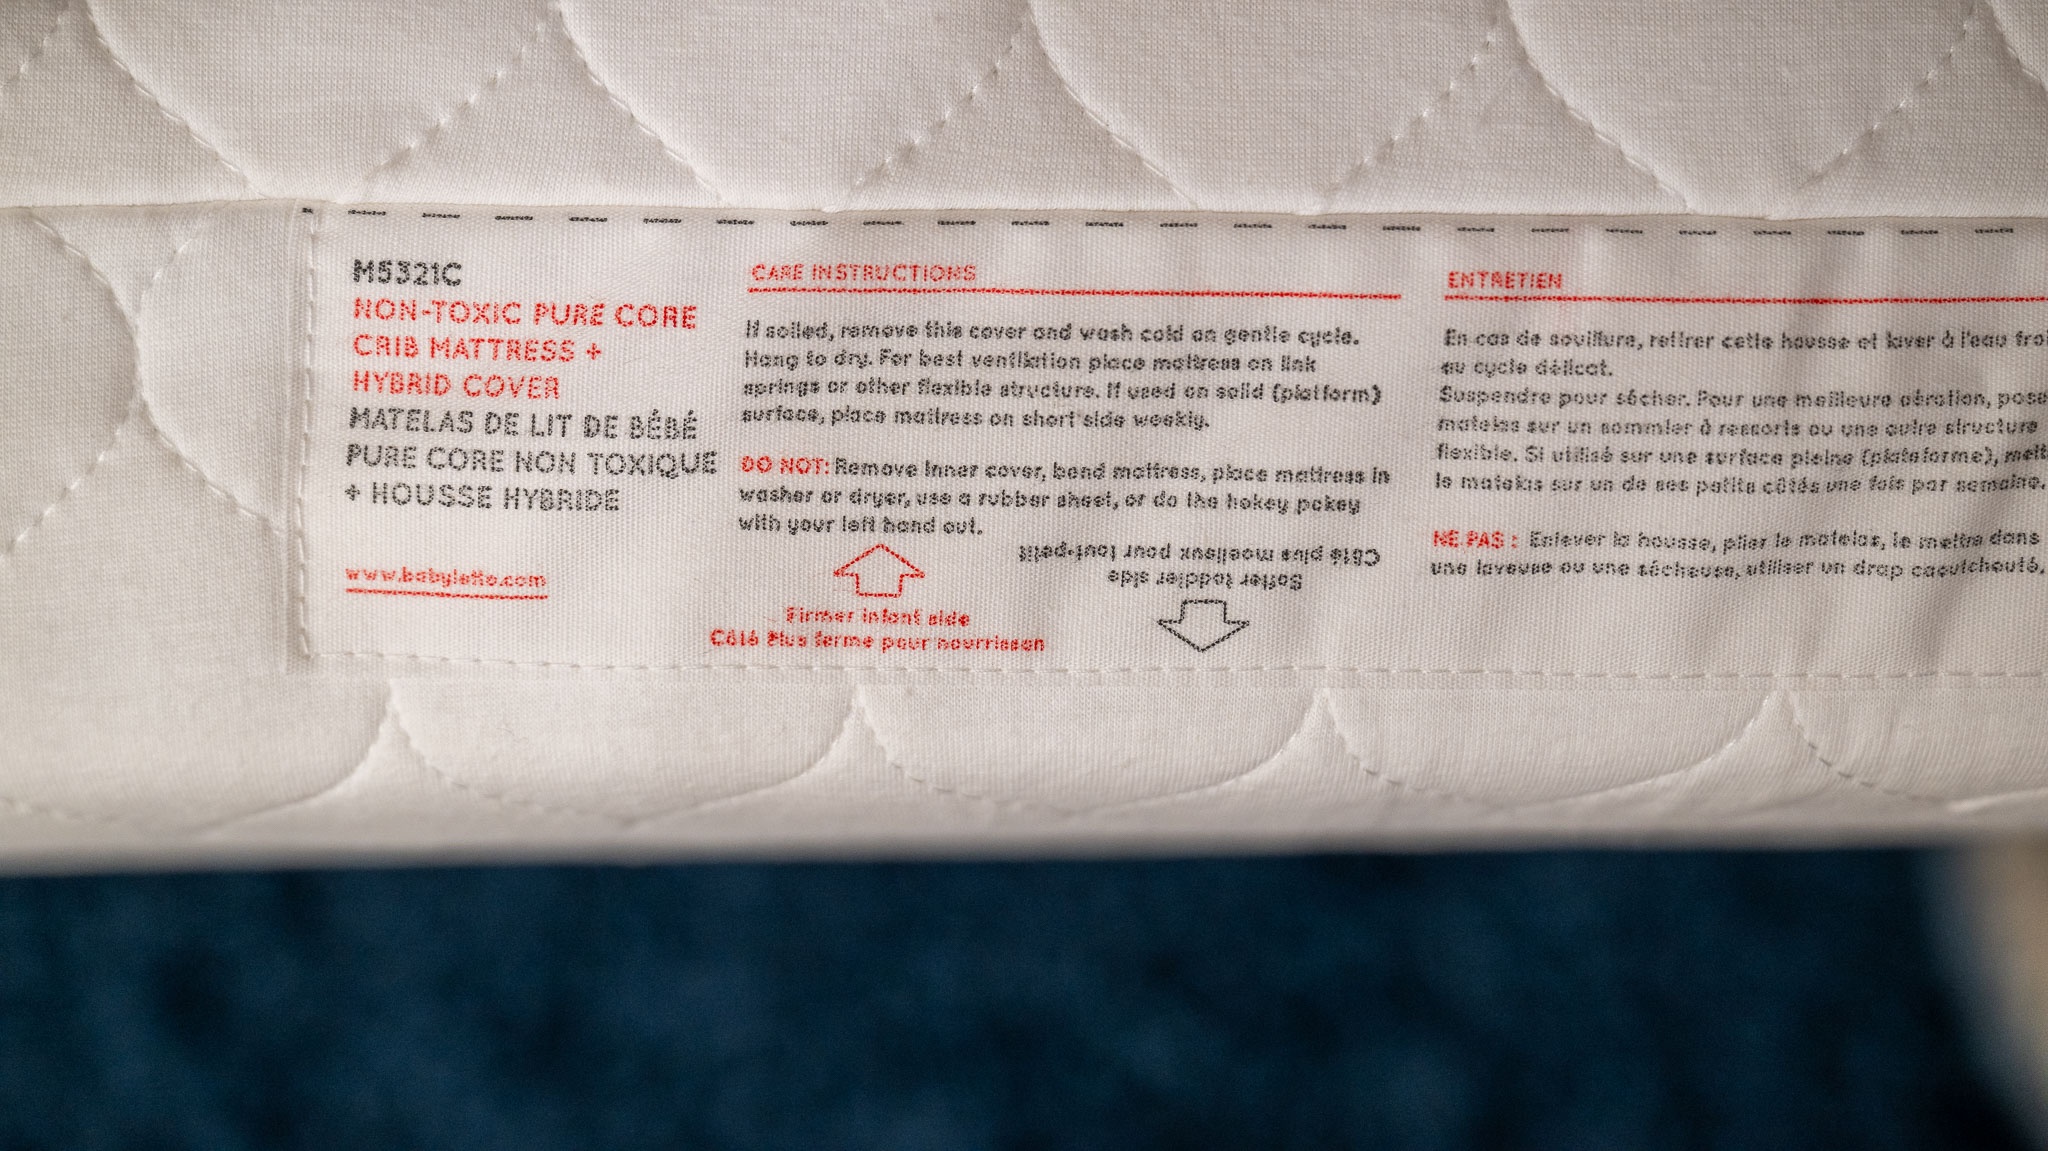 M5321C
NON-TOXIC PURE CORE
CRIB MATTRESS +
HYBRID COVER
MATELAS DE LIT DE BÉBÉ
PURE CORE NON TOXIQUE
+ HOUSSE HYBRIDE
www.babyletto.com
CARE INSTRUCTIONS
If soiled, remove this cover and wash cold on gentle cycle.
Hang to dry. For best ventilation place mattress on link
springs or other flexible structure. If used on solid (platform)
surface, place mattress on short side weekly.
DO NOT: Remove inner cover, bend mattress, place mattress in
washer or dryer, use a rubber sheet, or do the hokey pokey
with your left hand out.
Firmer infant side
Côté Plus ferme pour nourrisson
Softer toddler side
Côté plus moelleux pour tout-petit
ENTRETIEN
En cas de souillure, retirer cette housse et laver à l'eau froi
au cycle délicat.
Suspendre pour sécher. Pour une meilleure aération, pose
matelas sur un sommier à ressorts ou une autre structure
flexible. Si utilisé sur une surface pleine (plateforme), mett
le matelas sur un de ses petits côtés une fois par semaine.
NE PAS : Enlever la housse, plier le matelas, le mettre dans
une laveuse ou une sécheuse, utiliser un drap caoutchouté,